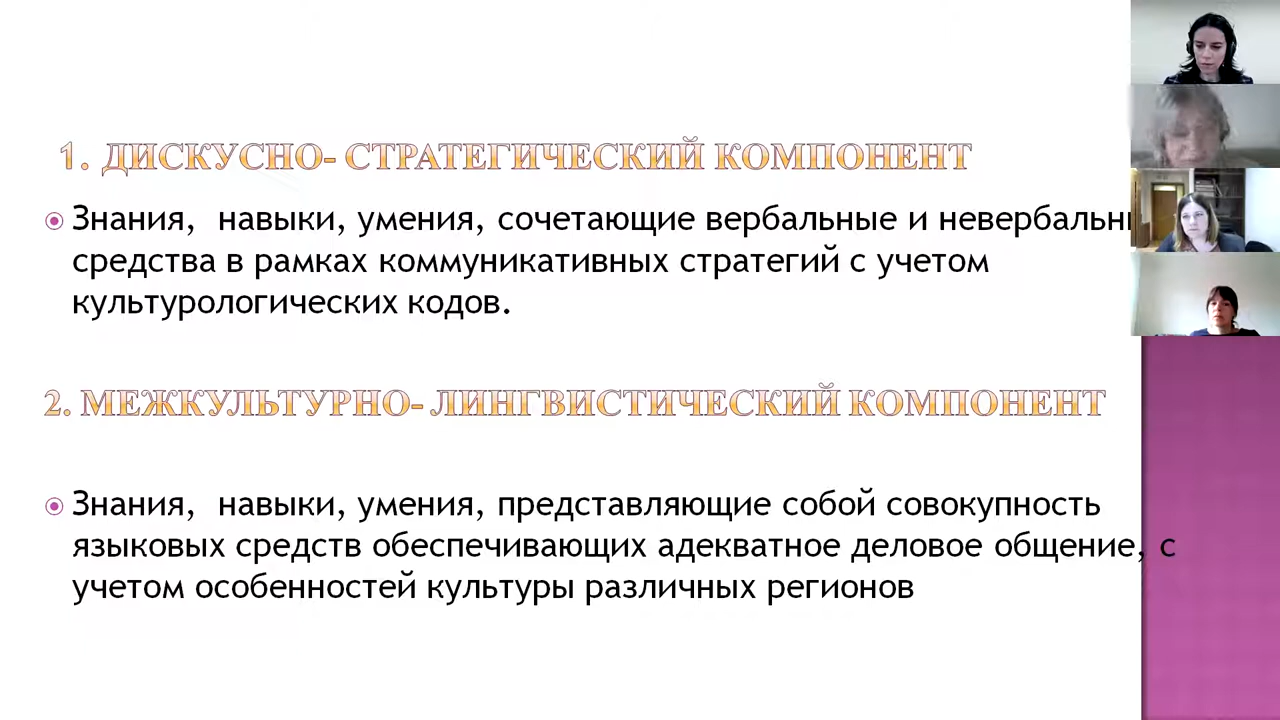 1. ДИСКУСНО- СТРАТЕГИЧЕСКИЙ КОМПОНЕНТ
Знания, навыки, умения, сочетающие вербальные и
средства в рамках коммуникативных стратегий с учетом
культурологических кодов.
2. МЕЖКУЛЬТУРНО- ЛИНГВИСТИЧЕСКИЙ КОМПОНЕНТ
Знания, навыки, умения, представляющие собой совокупность
языковых средств обеспечивающих адекватное деловое общение, с
учетом особенностей культуры различных регионов